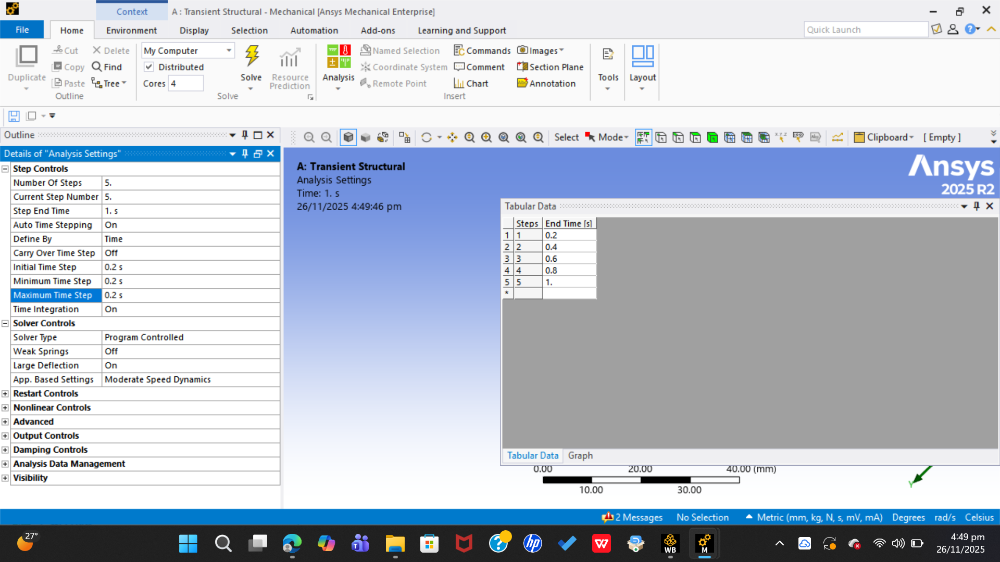 Context
A : Transient Structural - Mechanical [Ansys Mechanical Enterprise]
File
Home
Environment
Display
Selection
Automation
Add-ons
Learning and Support
Quick Launch
Duplicate
Cut
Delete
Copy
Find
Paste
Tree
Outline
My Computer
Distributed
Cores 4
Solve
Resource Prediction
Solve
Analysis
Named Selection
Coordinate System
Remote Point
Commands
Comment
Chart
Images
Section Plane
Annotation
Insert
Tools
Layout
Outline
Select
Mode
Clipboard
[ Empty ]
Details of "Analysis Settings"
Step Controls
Number Of Steps 5.
Current Step Number 5.
Step End Time 1. s
Auto Time Stepping On
Define By Time
Carry Over Time Step Off
Initial Time Step 0.2 s
Minimum Time Step 0.2 s
Maximum Time Step 0.2 s
Time Integration On
Solver Controls
Solver Type Program Controlled
Weak Springs Off
Large Deflection On
App. Based Settings Moderate Speed Dynamics
Restart Controls
Nonlinear Controls
Advanced
Output Controls
Damping Controls
Analysis Data Management
Visibility
A: Transient Structural
Analysis Settings
Time: 1. s
26/11/2025 4:49:46 pm
Ansys
2025 R2
Tabular Data
Steps End Time [s]
1 1 0.2
2 2 0.4
3 3 0.6
4 4 0.8
5 5 1.
*
Tabular Data
Graph
0.00 20.00 40.00 (mm)
10.00 30.00
Y
2 Messages
No Selection
Metric (mm, kg, N, s, mV, mA)
Degrees
rad/s
Celsius
27°
WB
M
4:49 pm
26/11/2025